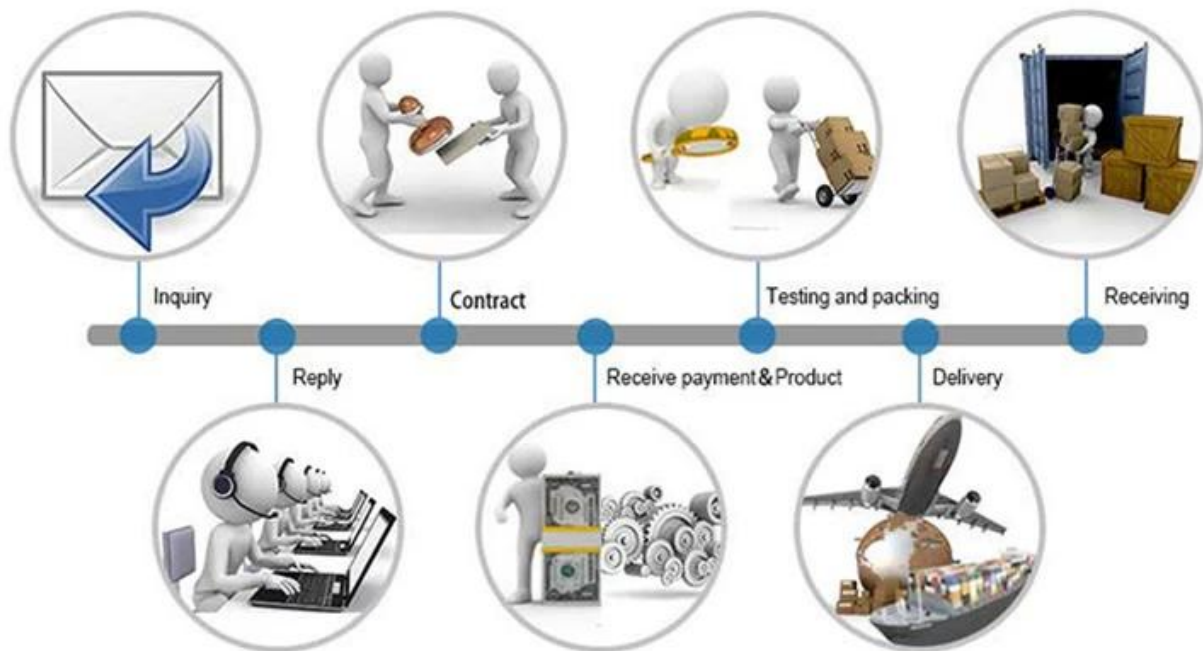 Inquiry
Contract
Testing and packing
Receiving
Reply
Receive payment&Product
Delivery